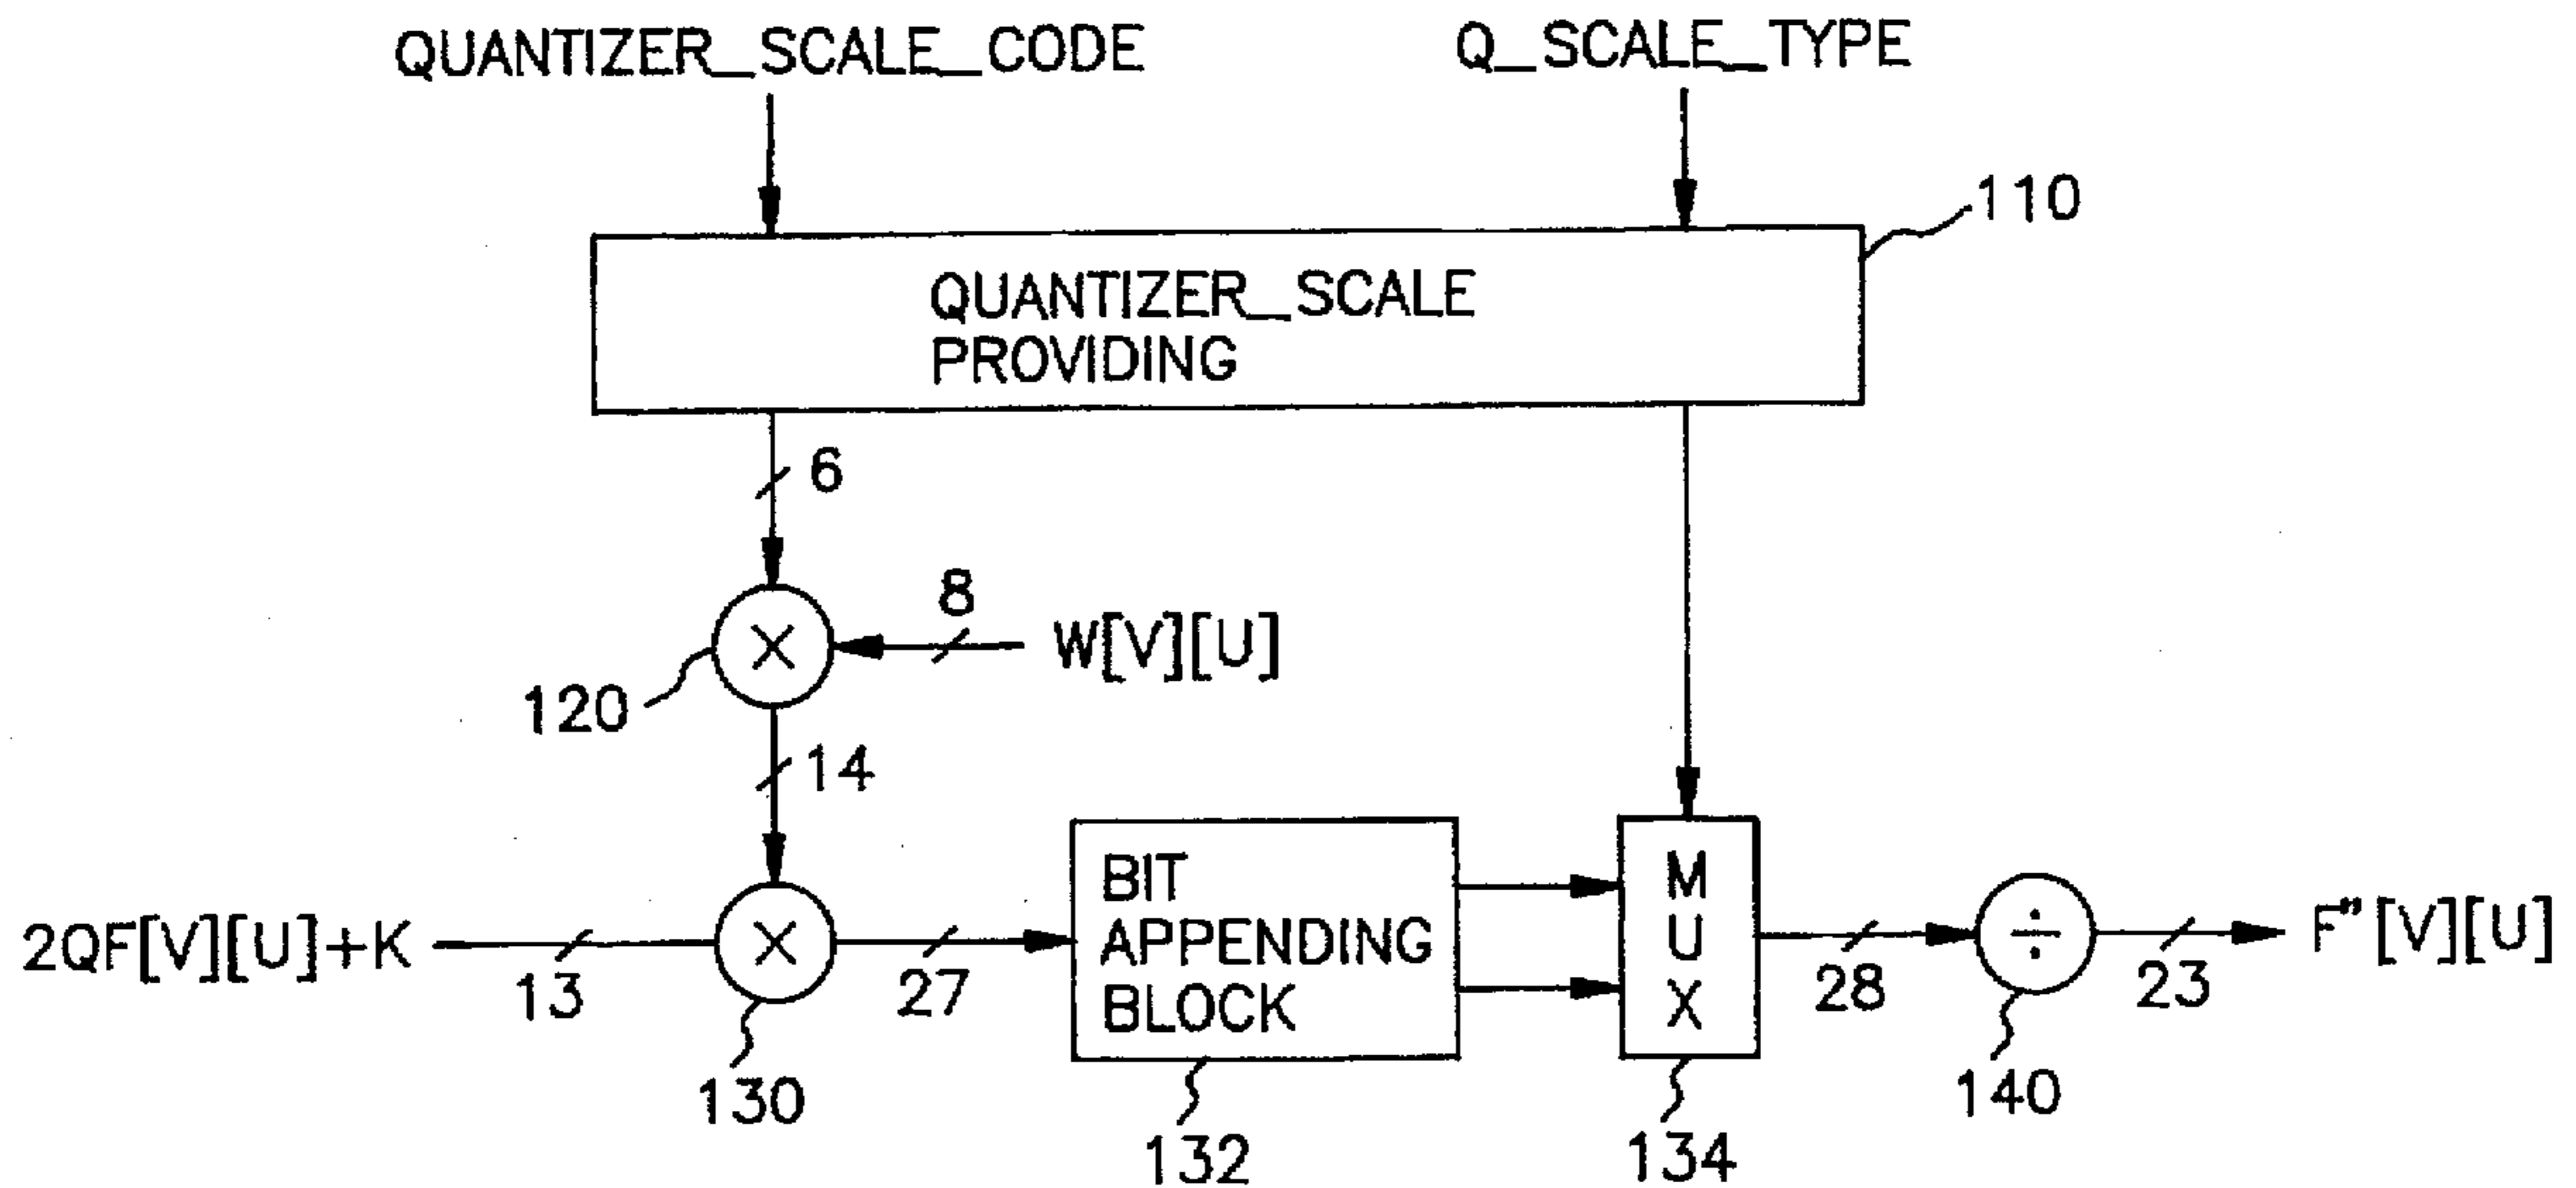 QUANTIZER_SCALE_CODE
Q_SCALE_TYPE
110
QUANTIZER_SCALE
PROVIDING
6
8
W[V][U]
120
14
2QF[V][U]+K
13
130
27
BIT
APPENDING
BLOCK
132
M
U
X
134
28
÷
140
23
F"[V][U]